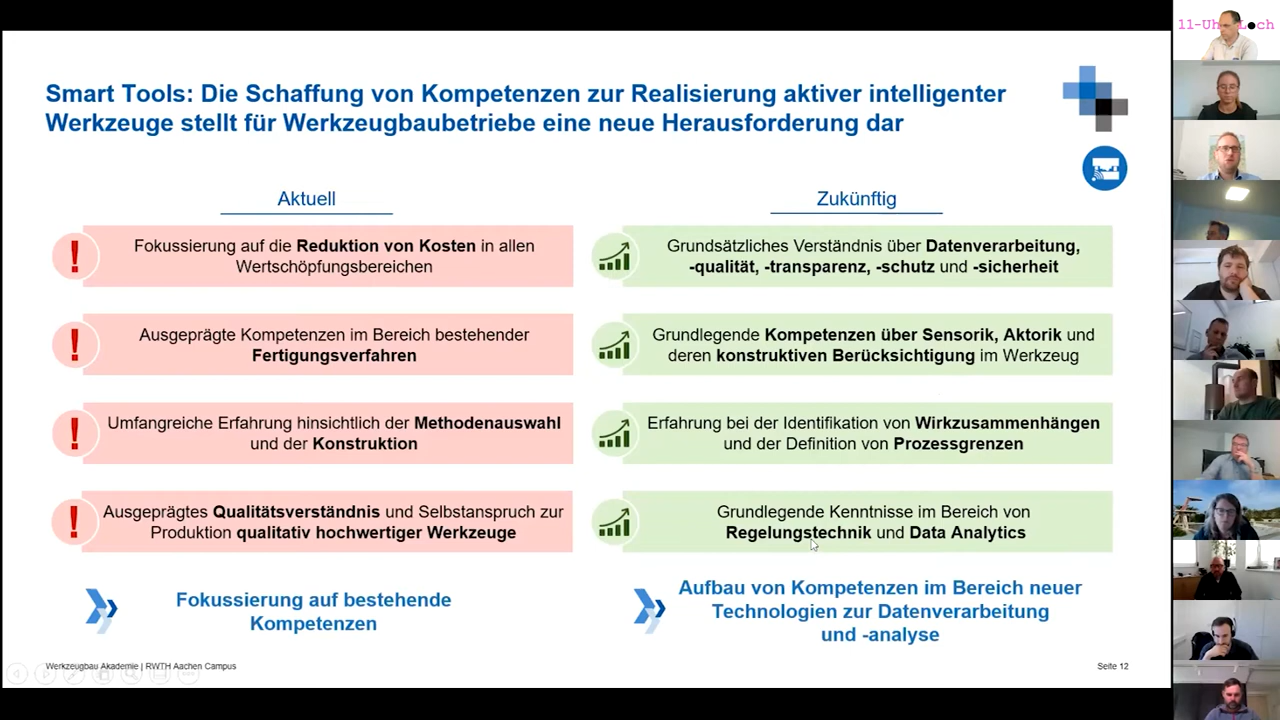 Smart Tools: Die Schaffung von Kompetenzen zur Realisierung aktiver intelligenter
Werkzeuge stellt für Werkzeugbaubetriebe eine neue Herausforderung dar
Aktuell
Fokussierung auf die Reduktion von Kosten in allen
Wertschöpfungsbereichen
Ausgeprägte Kompetenzen im Bereich bestehender
Fertigungsverfahren
Umfangreiche Erfahrung hinsichtlich der Methodenauswahl
und der Konstruktion
Ausgeprägtes Qualitätsverständnis und Selbstanspruch zur
Produktion qualitativ hochwertiger Werkzeuge
Fokussierung auf bestehende
Kompetenzen
Zukünftig
Grundsätzliches Verständnis über Datenverarbeitung,
-qualität, -transparenz, -schutz und -sicherheit
Grundlegende Kompetenzen über Sensorik, Aktorik und
deren konstruktiven Berücksichtigung im Werkzeug
Erfahrung bei der Identifikation von Wirkzusammenhängen
und der Definition von Prozessgrenzen
Grundlegende Kenntnisse im Bereich von
Regelungstechnik und Data Analytics
Aufbau von Kompetenzen im Bereich neuer
Technologien zur Datenverarbeitung
und -analyse
Werkzeugbau Akademie | RWTH Aachen Campus
Seite 12